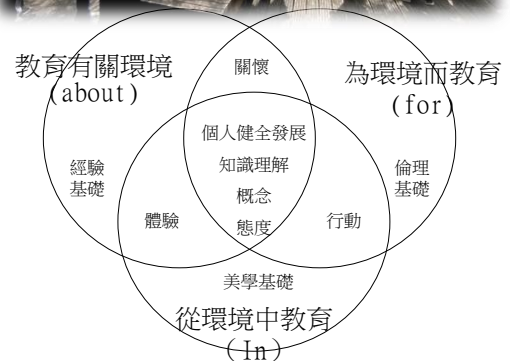 教育有關環境
(about)
關懷
為環境而教育
(for)
個人健全發展
知識理解
概念
態度
經驗
基礎
倫理
基礎
體驗
行動
美學基礎
從環境中教育
(In)